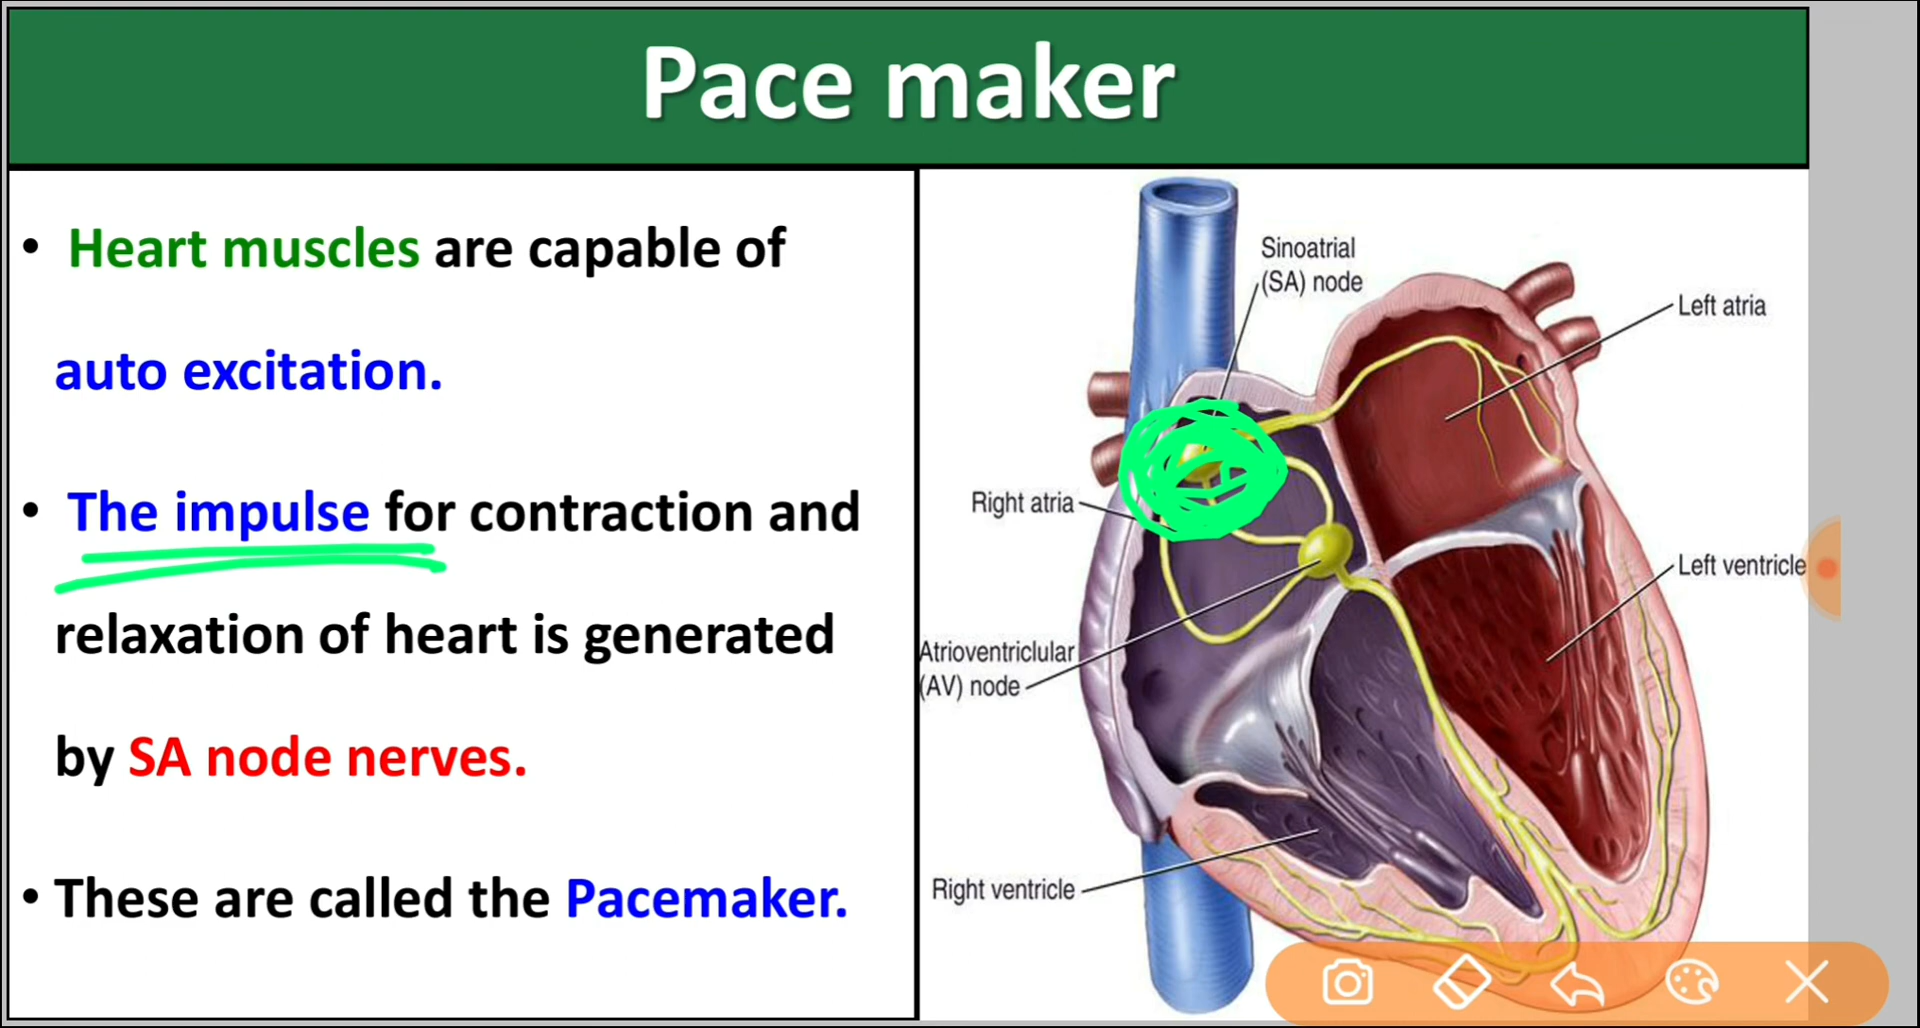 Pace maker
• Heart muscles are capable of
auto excitation.
• The impulse for contraction and
relaxation of heart is generated
by SA node nerves.
• These are called the Pacemaker.
Sinoatrial
(SA) node
Left atria
Right atria
Left ventricle
Atrioventriclular
(AV) node
Right ventricle